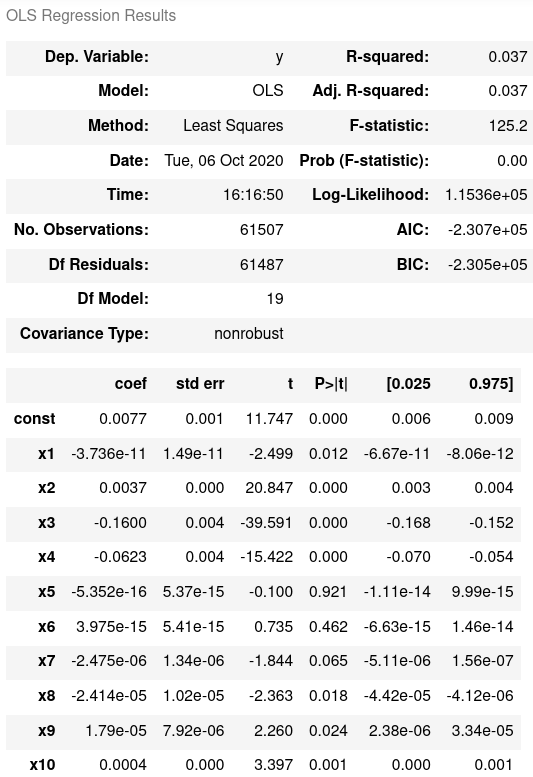 OLS Regression Results
Dep. Variable: y R-squared: 0.037
Model: OLS Adj. R-squared: 0.037
Method: Least Squares F-statistic: 125.2
Date: Tue, 06 Oct 2020 Prob (F-statistic): 0.00
Time: 16:16:50 Log-Likelihood: 1.1536e+05
No. Observations: 61507 AIC: -2.307e+05
Df Residuals: 61487 BIC: -2.305e+05
Df Model: 19
Covariance Type: nonrobust
coef std err t P>|t| [0.025 0.975]
const 0.0077 0.001 11.747 0.000 0.006 0.009
x1 -3.736e-11 1.49e-11 -2.499 0.012 -6.67e-11 -8.06e-12
x2 0.0037 0.000 20.847 0.000 0.003 0.004
x3 -0.1600 0.004 -39.591 0.000 -0.168 -0.152
x4 -0.0623 0.004 -15.422 0.000 -0.070 -0.054
x5 -5.352e-16 5.37e-15 -0.100 0.921 -1.11e-14 9.99e-15
x6 3.975e-15 5.41e-15 0.735 0.462 -6.63e-15 1.46e-14
x7 -2.475e-06 1.34e-06 -1.844 0.065 -5.11e-06 1.56e-07
x8 -2.414e-05 1.02e-05 -2.363 0.018 -4.42e-05 -4.12e-06
x9 1.79e-05 7.92e-06 2.260 0.024 2.38e-06 3.34e-05
x10 0.0004 0.000 3.397 0.001 0.000 0.001